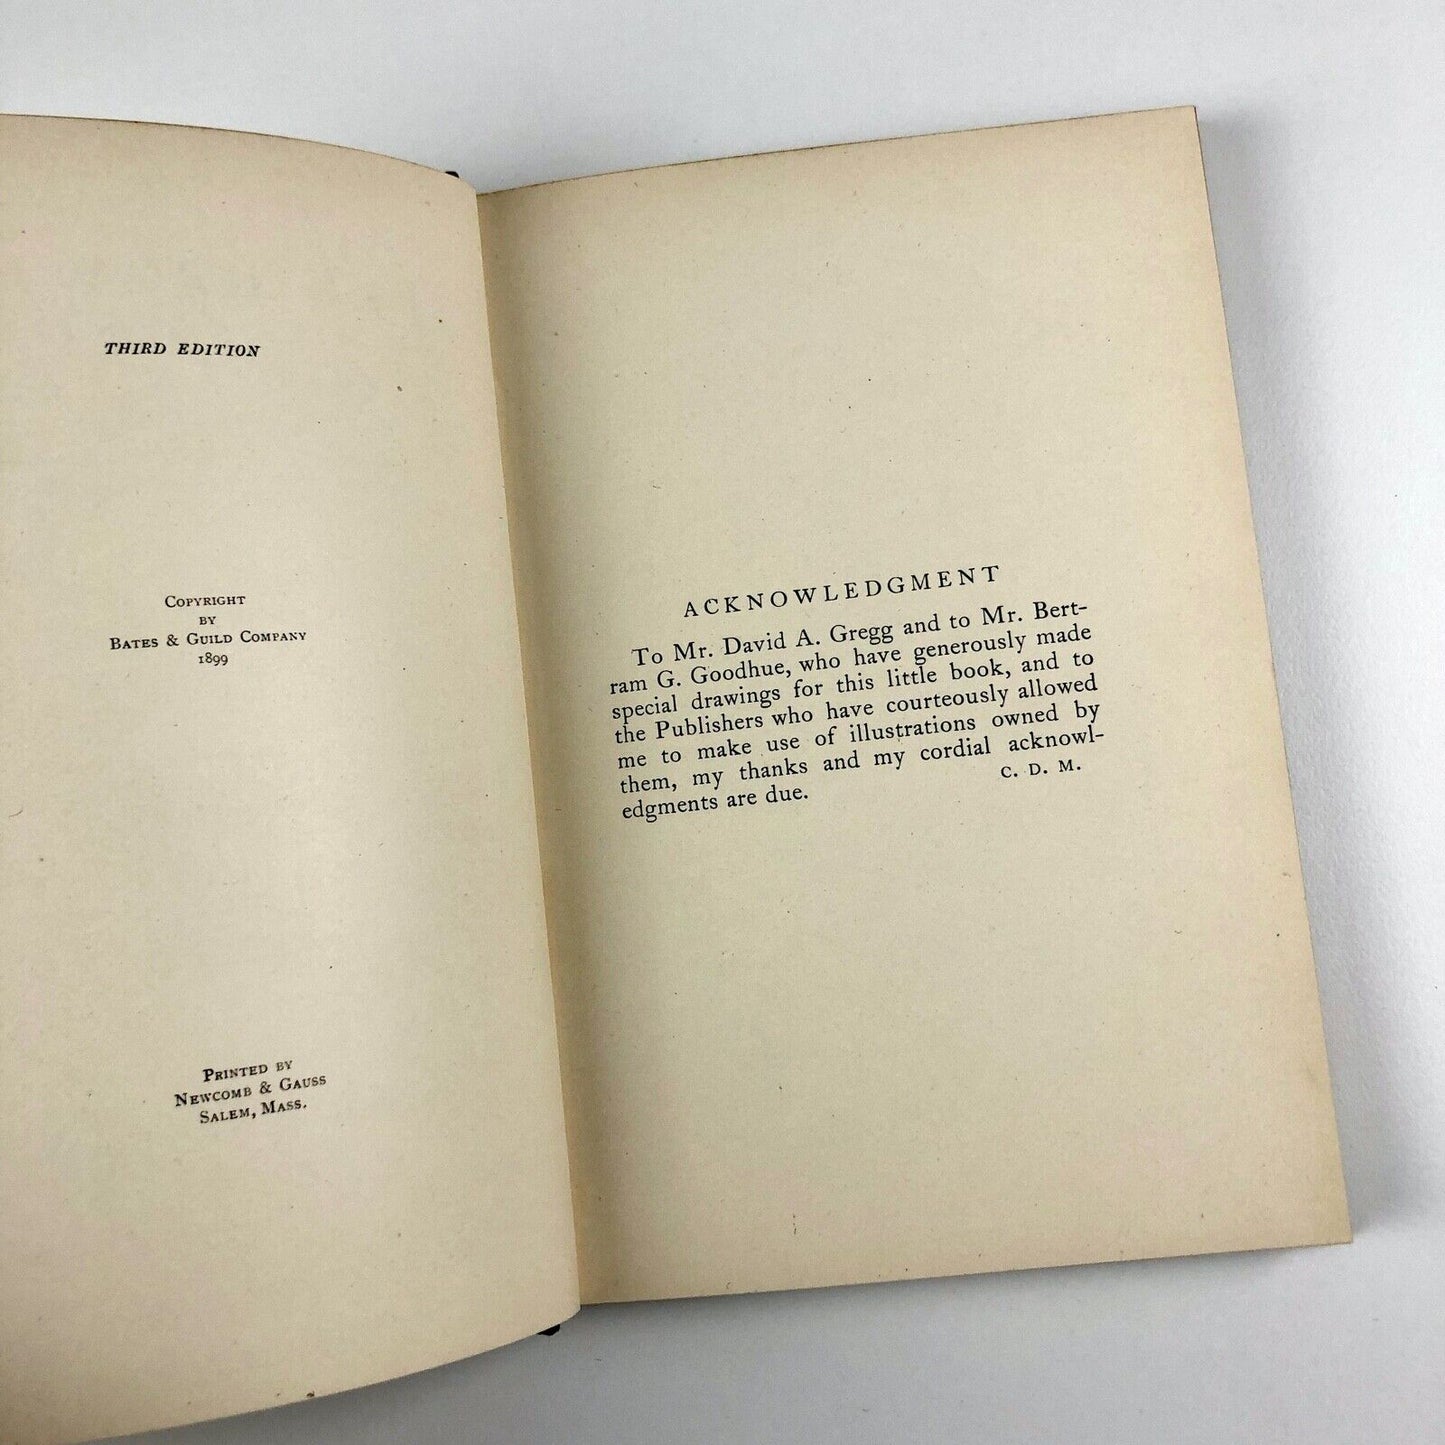 THIRD EDITION
COPYRIGHT
BY
BATES & GUILD COMPANY
1899
PRINTED BY
NEWCOMB & GAUSS
SALEM, MASS.
ACKNOWLEDGMENT
To Mr. David A. Gregg and to Mr. Bert-
ram G. Goodhue, who have generously made
special drawings for this little book, and to
the Publishers who have courteously allowed
me to make use of illustrations owned by
them, my thanks and my cordial acknowl-
edgments are due.
C. D. M.